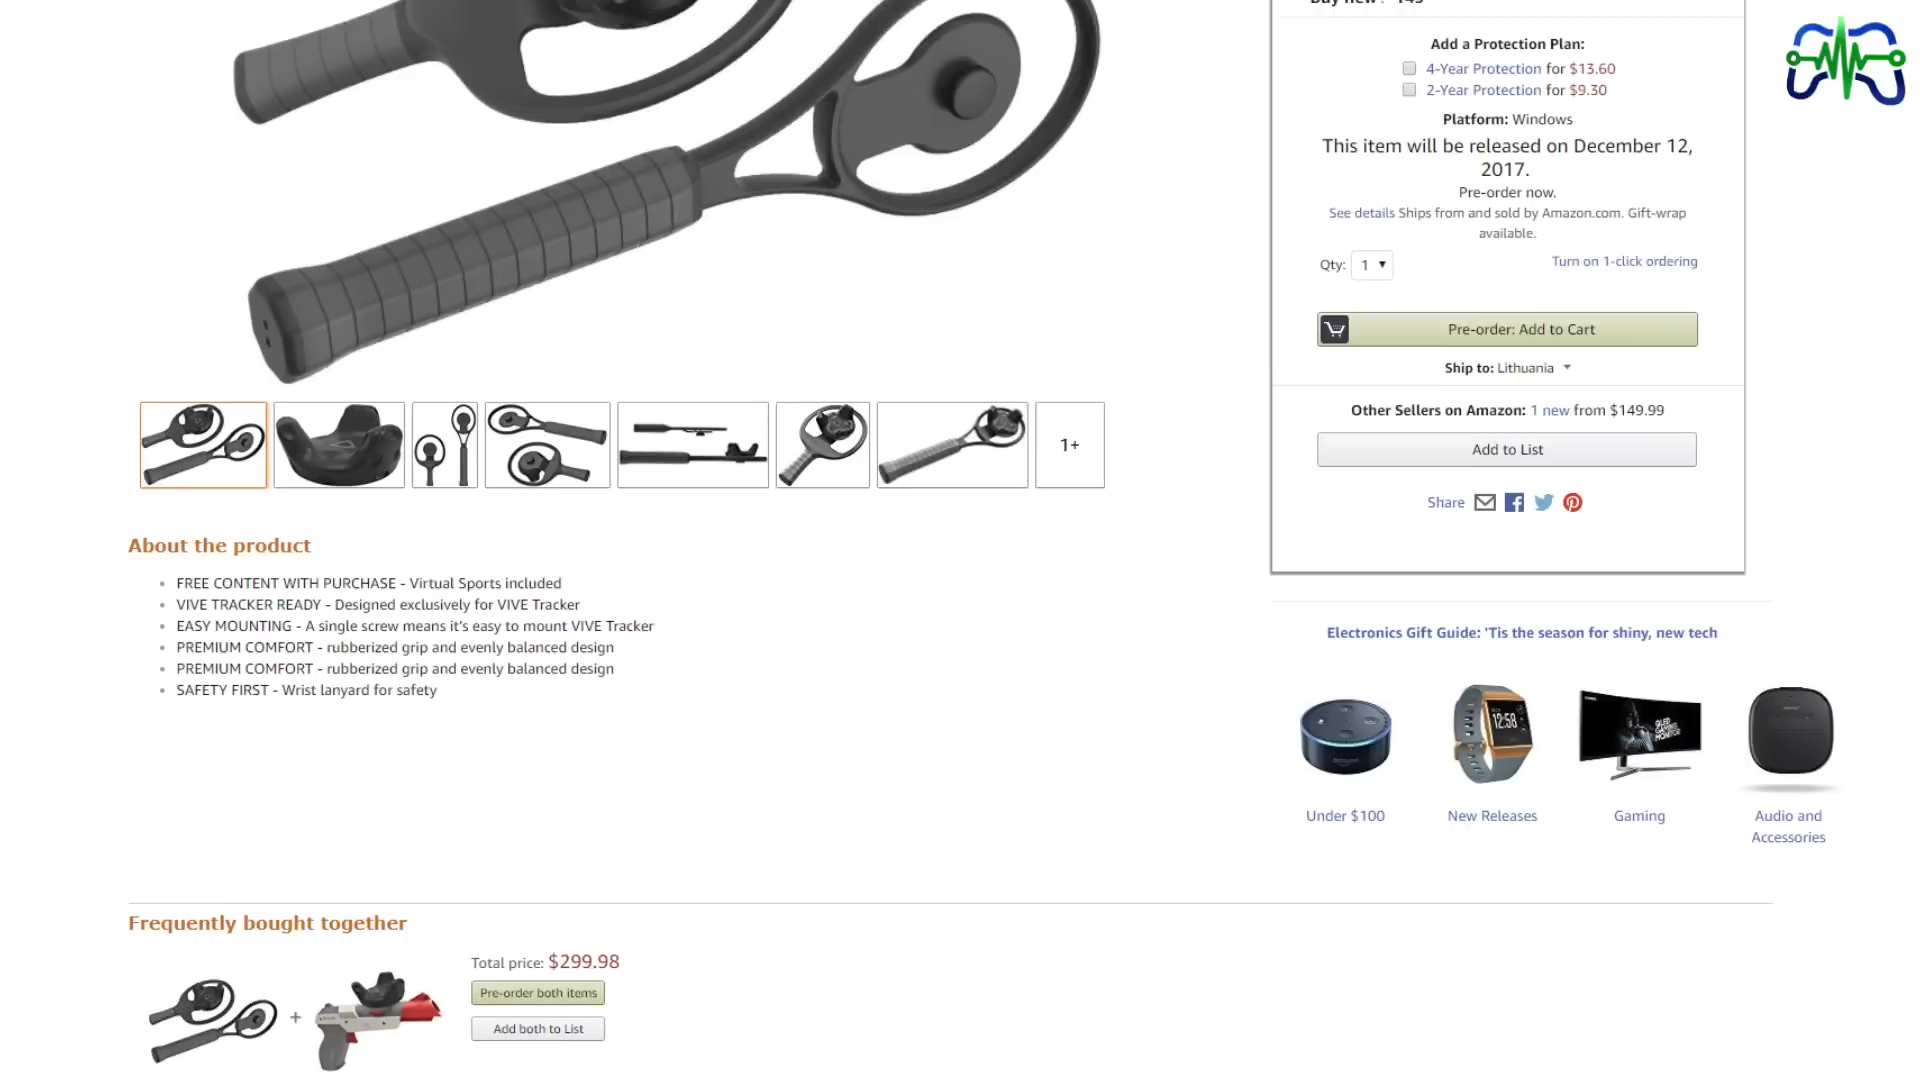 Add a Protection Plan:
4-Year Protection for $13.60
2-Year Protection for $9.30
Platform: Windows
This item will be released on December 12,
2017.
Pre-order now.
See details Ships from and sold by Amazon.com. Gift-wrap
available.
Qty: 1
Turn on 1-click ordering
Pre-order: Add to Cart
Ship to: Lithuania
Other Sellers on Amazon: 1 new from $149.99
Add to List
Share
1+
About the product
FREE CONTENT WITH PURCHASE - Virtual Sports included
VIVE TRACKER READY - Designed exclusively for VIVE Tracker
EASY MOUNTING - A single screw means it's easy to mount VIVE Tracker
PREMIUM COMFORT - rubberized grip and evenly balanced design
PREMIUM COMFORT - rubberized grip and evenly balanced design
SAFETY FIRST - Wrist lanyard for safety
Electronics Gift Guide: 'Tis the season for shiny, new tech
12:58
QLED
GAMING
MONITOR
Under $100
New Releases
Gaming
Audio and
Accessories
Frequently bought together
Total price: $299.98
+
Pre-order both items
Add both to List